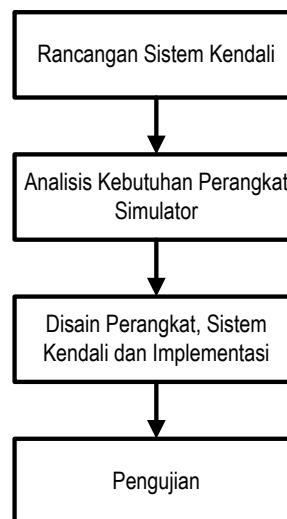 Rancangan Sistem Kendali
Analisis Kebutuhan Perangkat
Simulator
Disain Perangkat, Sistem
Kendali dan Implementasi
Pengujian